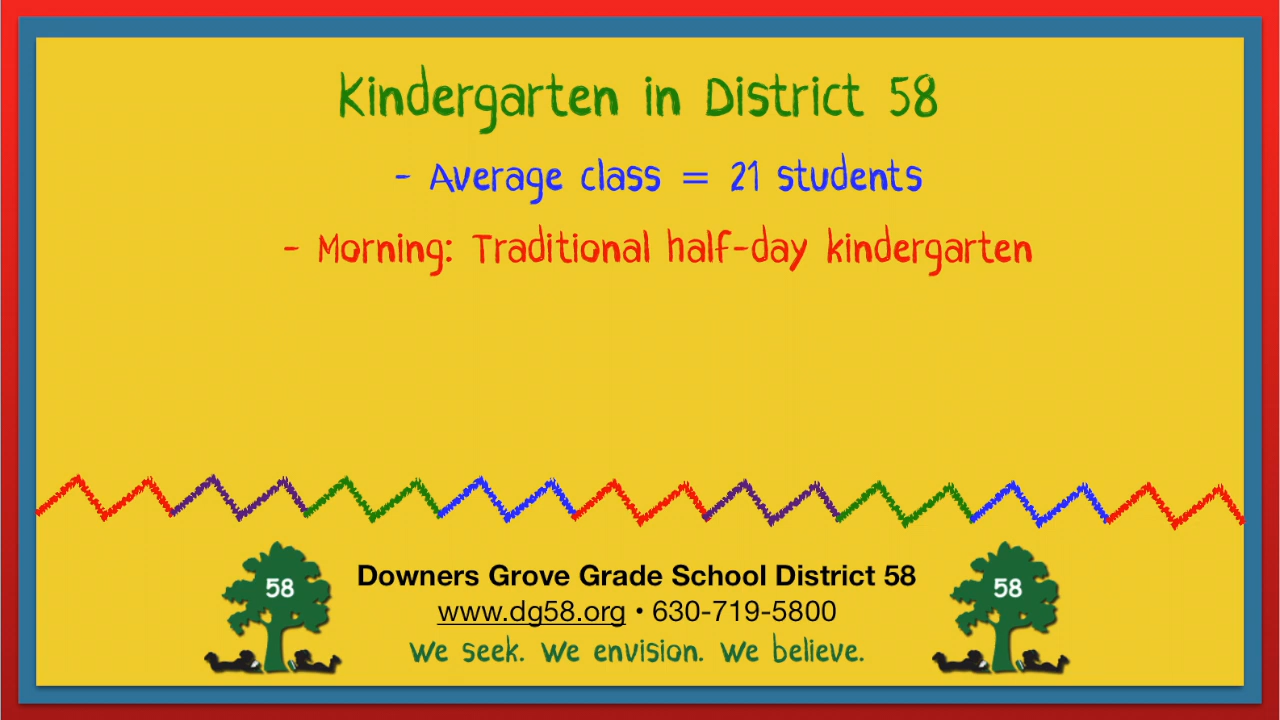 Kindergarten in District 58
- Average class = 21 students
- Morning: Traditional half-day kindergarten
58
58
Downers Grove Grade School District 58
www.dg58.org • 630-719-5800
We seek. We envision. We believe.